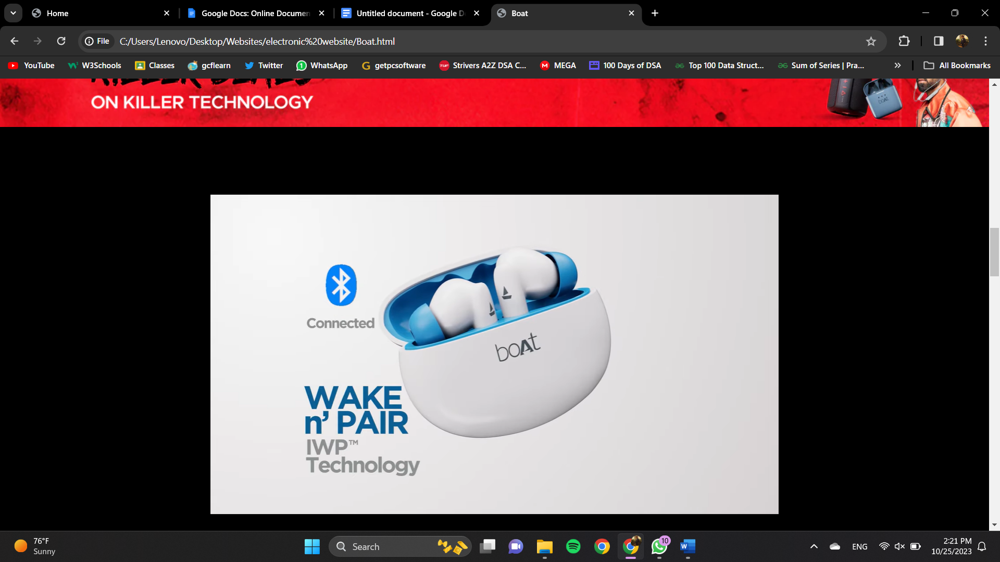 Home
Google Docs: Online Documen
Untitled document - Google D
Boat
File
C:/Users/Lenovo/Desktop/Websites/electronic%20website/Boat.html
YouTube
W3Schools
Classes
gcflearn
Twitter
WhatsApp
getpcsoftware
Strivers A2Z DSA C...
MEGA
100 Days of DSA
Top 100 Data Struct...
Sum of Series | Pra...
All Bookmarks
ON KILLER TECHNOLOGY
boAt
Connected
boAt
WAKE
n' PAIR
IWP™
Technology
76°F
Sunny
Search
10
ENG
2:21 PM
10/25/2023